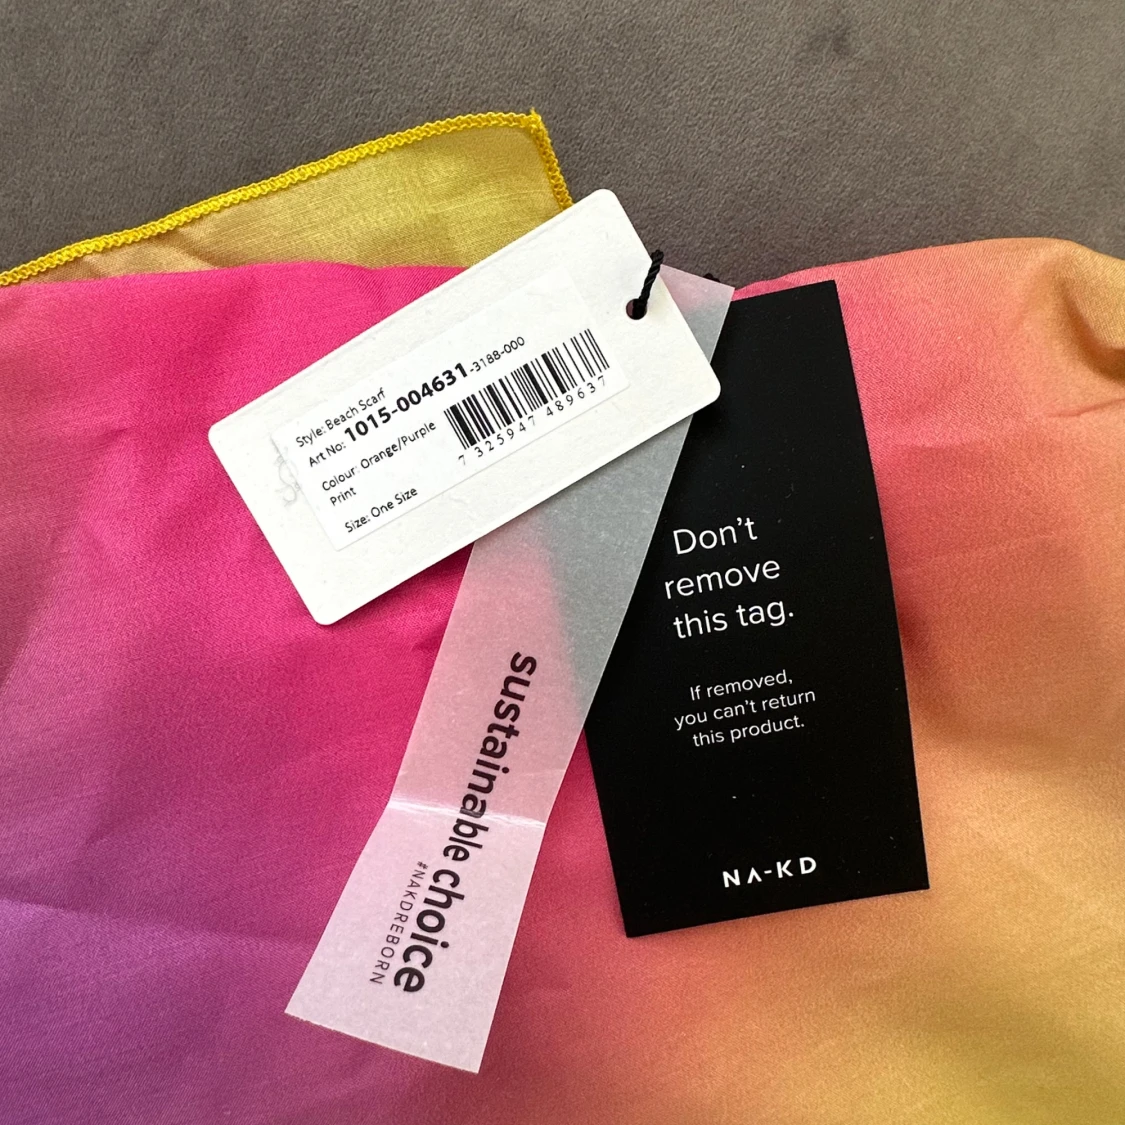 Style: Beach Scarf
Art No: 1015-004631-3188-000
Colour: Orange/Purple
Print
Size: One Size
7 325947 489637
sustainable choice
#NAKDREBORN
Don't
remove
this tag.
If removed,
you can't return
this product.
NA-KD